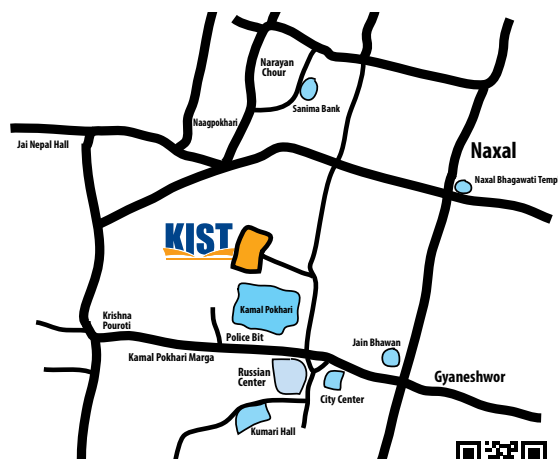 Narayan
Chour
Sanima Bank
Naagpokhari
Jai Nepal Hall
Naxal
Naxal Bhagawati Temp
KIST
Kamal Pokhari
Krishna
Pouroti
Police Bit
Kamal Pokhari Marga
Jain Bhawan
Russian
Center
City Center
Gyaneshwor
Kumari Hall